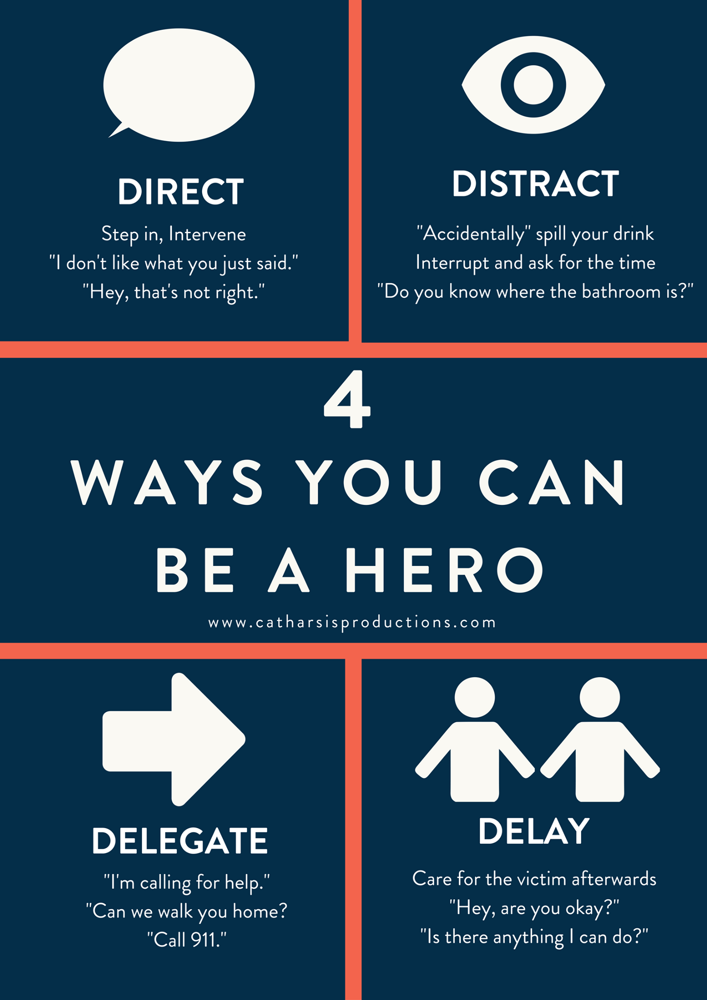 DIRECT
Step in, Intervene
"I don't like what you just said."
"Hey, that's not right."
DISTRACT
"Accidentally" spill your drink
Interrupt and ask for the time
"Do you know where the bathroom is?"
4
WAYS YOU CAN
BE A HERO
www.catharsisproductions.com
DELEGATE
"I'm calling for help."
"Can we walk you home?
"Call 911."
DELAY
Care for the victim afterwards
"Hey, are you okay?"
"Is there anything I can do?"